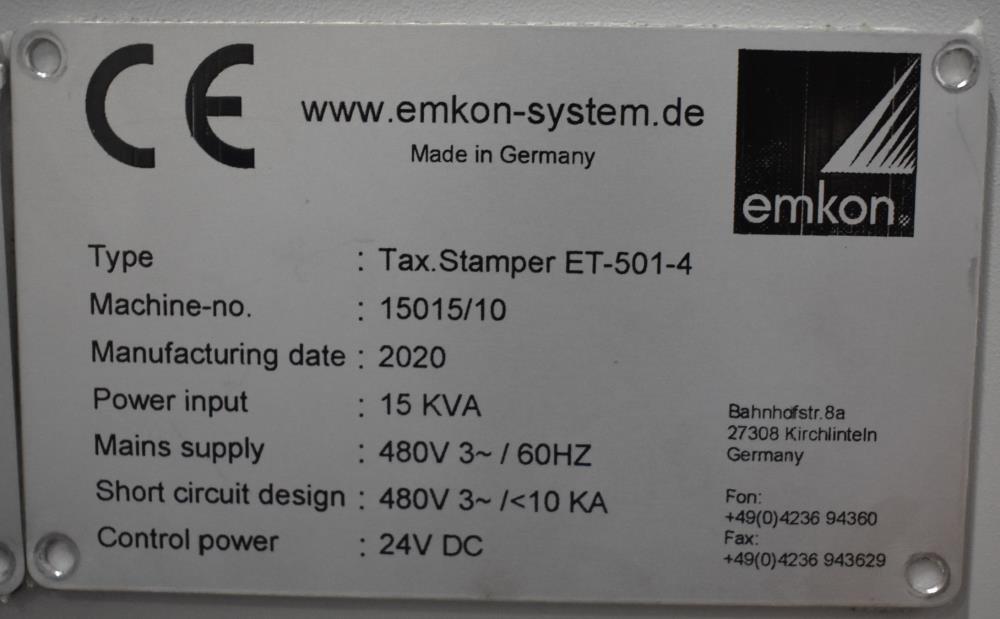 CE
www.emkon-system.de
Made in Germany
emkon®
Type : Tax.Stamper ET-501-4
Machine-no. : 15015/10
Manufacturing date : 2020
Power input : 15 KVA
Mains supply : 480V 3~ / 60HZ
Short circuit design : 480V 3~ /<10 KA
Control power : 24V DC
Bahnhofstr.8a
27308 Kirchlinteln
Germany
Fon:
+49(0)4236 94360
Fax:
+49(0)4236 943629